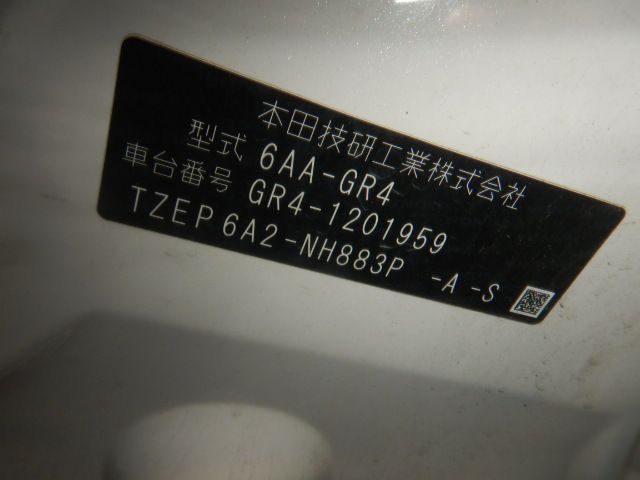 本田技研工業株式会社
型式 6AA-GR4
車台番号 GR4-1201959
TZEP 6A2-NH883P -A -S